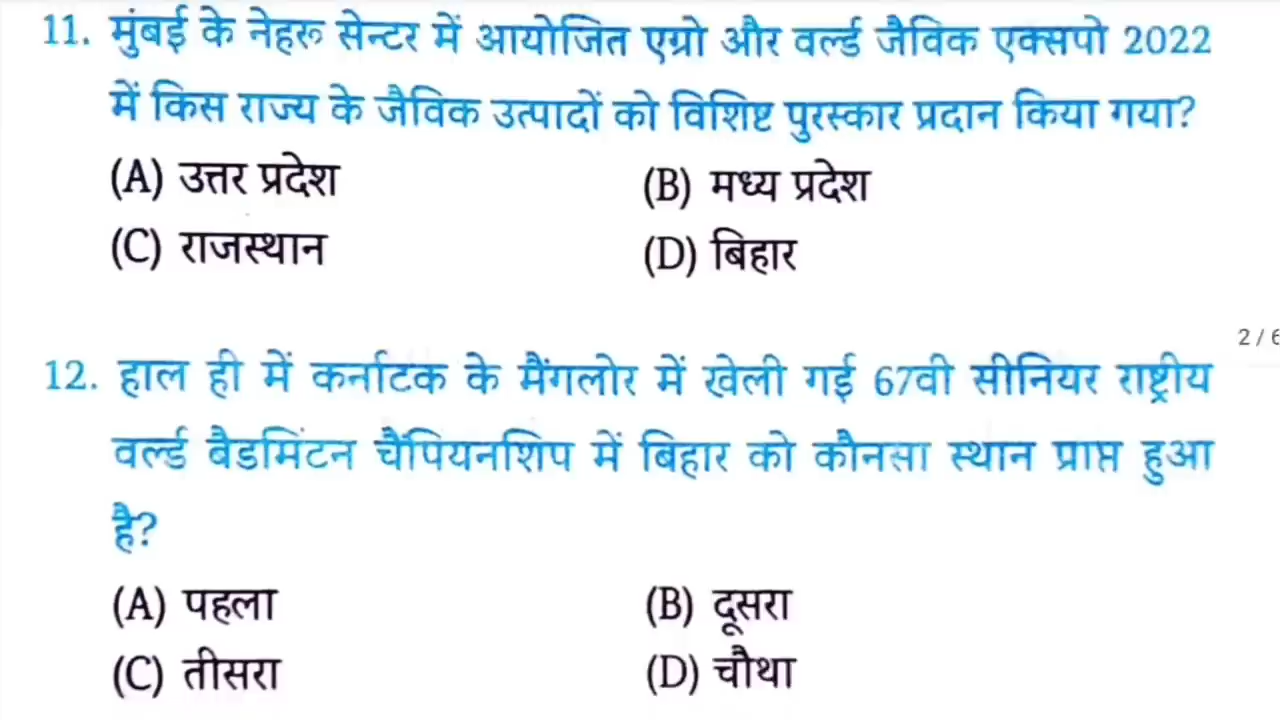 11. मुंबई के नेहरू सेन्टर में आयोजित एग्रो और वर्ल्ड जैविक एक्सपो 2022
में किस राज्य के जैविक उत्पादों को विशिष्ट पुरस्कार प्रदान किया गया?
(A) उत्तर प्रदेश (B) मध्य प्रदेश
(C) राजस्थान (D) बिहार
2 / 6
12. हाल ही में कर्नाटक के मैंगलोर में खेली गई 67वी सीनियर राष्ट्रीय
वर्ल्ड बैडमिंटन चैंपियनशिप में बिहार को कौनसा स्थान प्राप्त हुआ
है?
(A) पहला (B) दूसरा
(C) तीसरा (D) चौथा